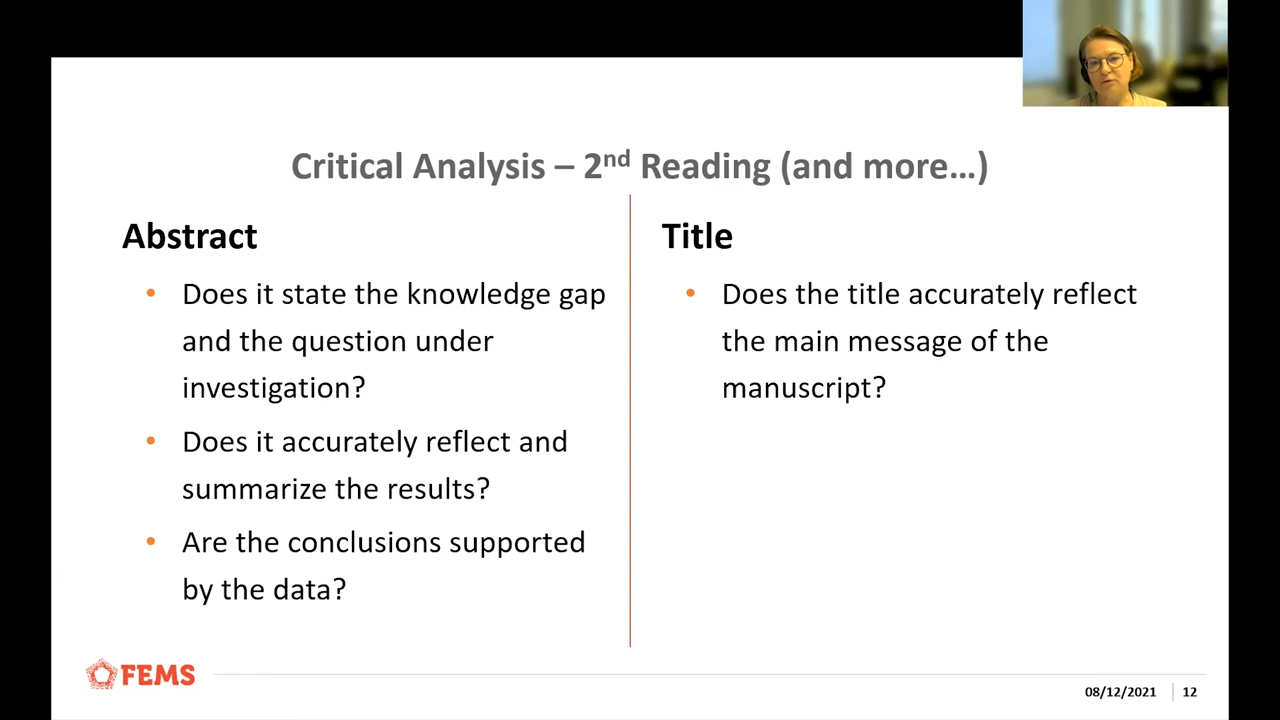 Critical Analysis – 2nd Reading (and more…)
Abstract
• Does it state the knowledge gap
and the question under
investigation?
• Does it accurately reflect and
summarize the results?
• Are the conclusions supported
by the data?
Title
• Does the title accurately reflect
the main message of the
manuscript?
FEMS
08/12/2021
12